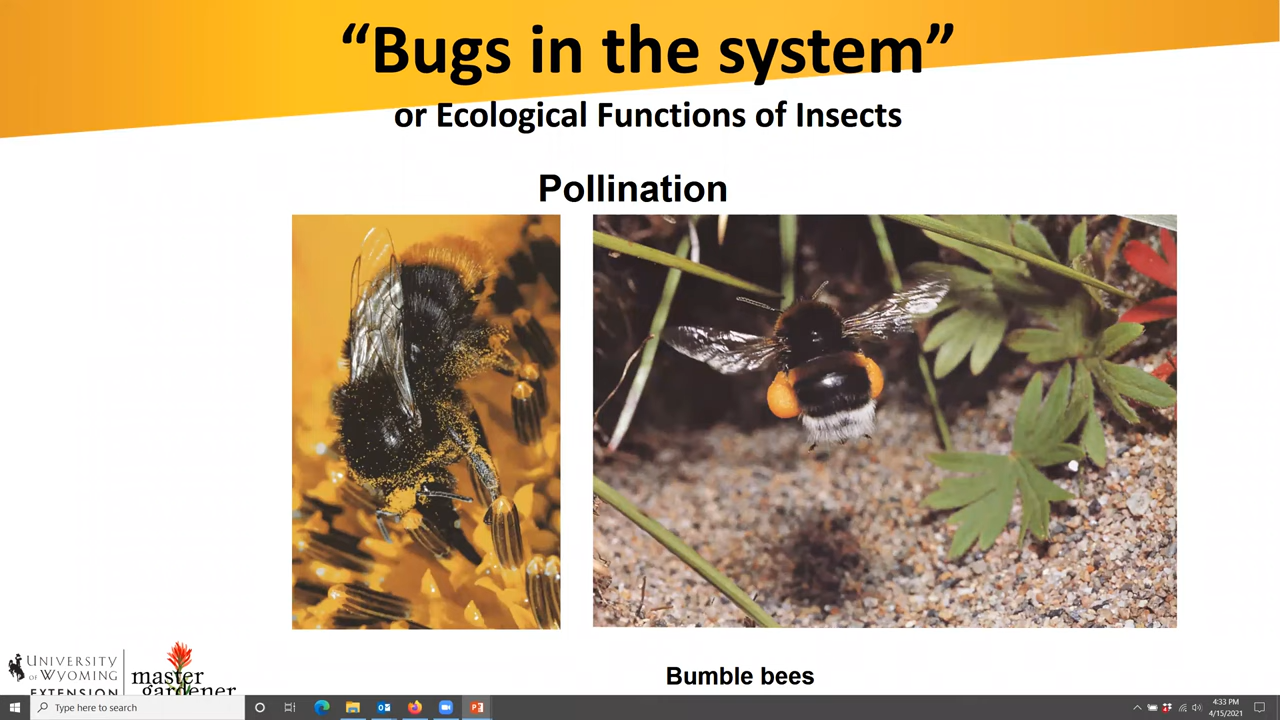 “Bugs in the system”
or Ecological Functions of Insects
Pollination
Bumble bees
UNIVERSITY
OF WYOMING
EXTENSION
master
gardener
Type here to search
4:33 PM
4/15/2021